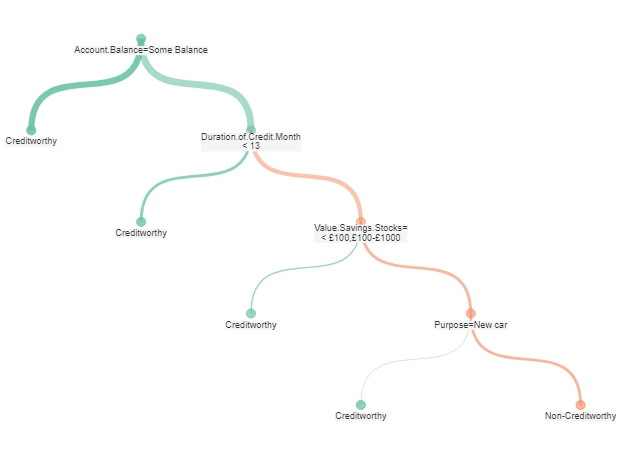 Account.Balance=Some Balance
Creditworthy
Duration.of.Credit.Month
< 13
Creditworthy
Value.Savings.Stocks=
< £100,£100-£1000
Creditworthy
Purpose=New car
Creditworthy
Non-Creditworthy